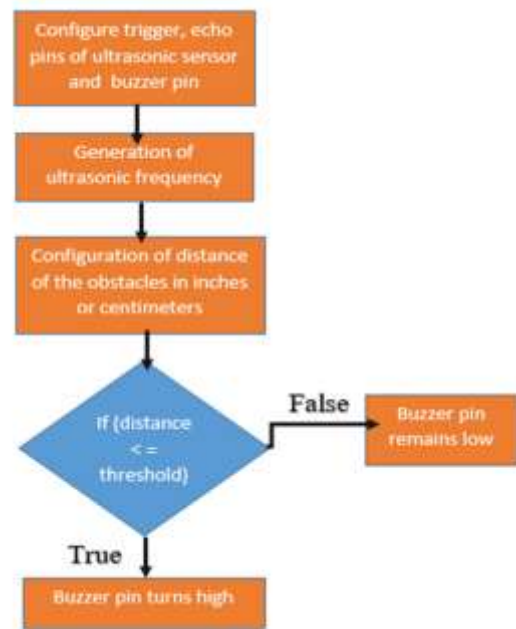 Configure trigger, echo
pins of ultrasonic sensor
and buzzer pin
Generation of
ultrasonic frequency
Configuration of distance
of the obstacles in inches
or centimeters
If (distance
< =
threshold)
False
Buzzer pin
remains low
True
Buzzer pin turns high